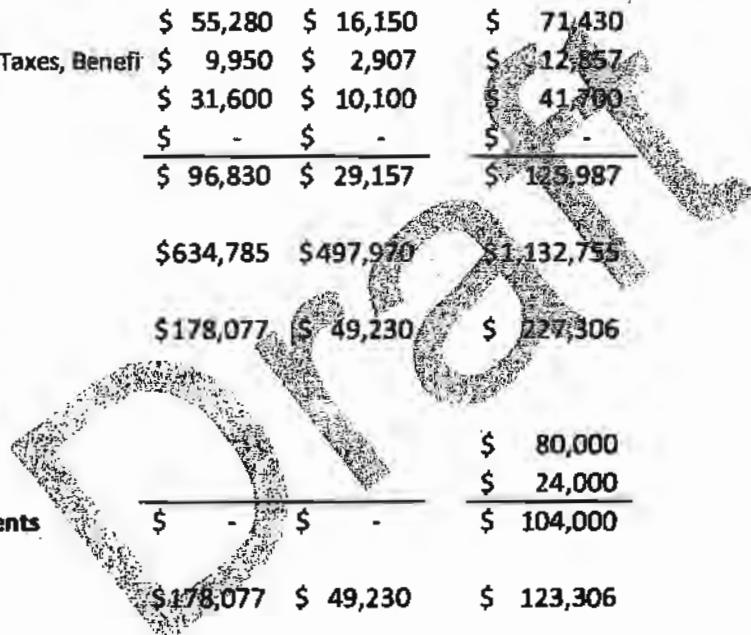 $ 55,280 $ 16,150 $ 71,430
Taxes, Benefi $ 9,950 $ 2,907 $ 12,857
$ 31,600 $ 10,100 $ 41,700
$ - $ - $ -
$ 96,830 $ 29,157 $ 125,987
$634,785 $497,970 $1,132,755
$178,077 $ 49,230 $ 227,306
$ 80,000
$ 24,000
ents $ - $ - $ 104,000
$178,077 $ 49,230 $ 123,306
Draft